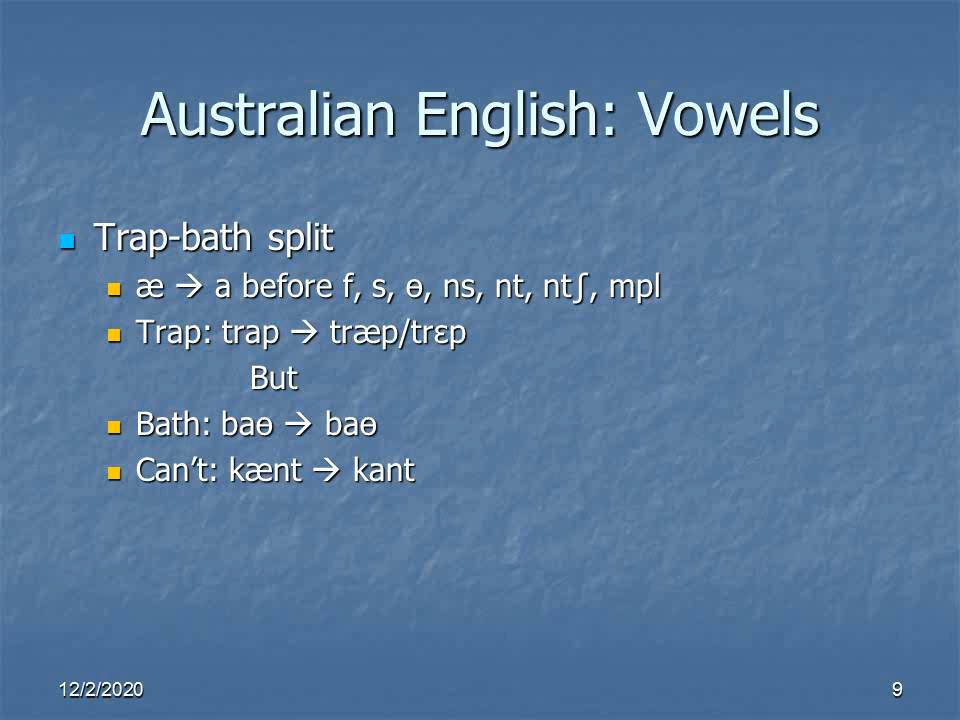 Australian English: Vowels
Trap-bath split
æ → a before f, s, ɵ, ns, nt, ntʃ, mpl
Trap: trap → træp/trɛp
But
Bath: baɵ → baɵ
Can’t: kænt → kant
12/2/2020
9